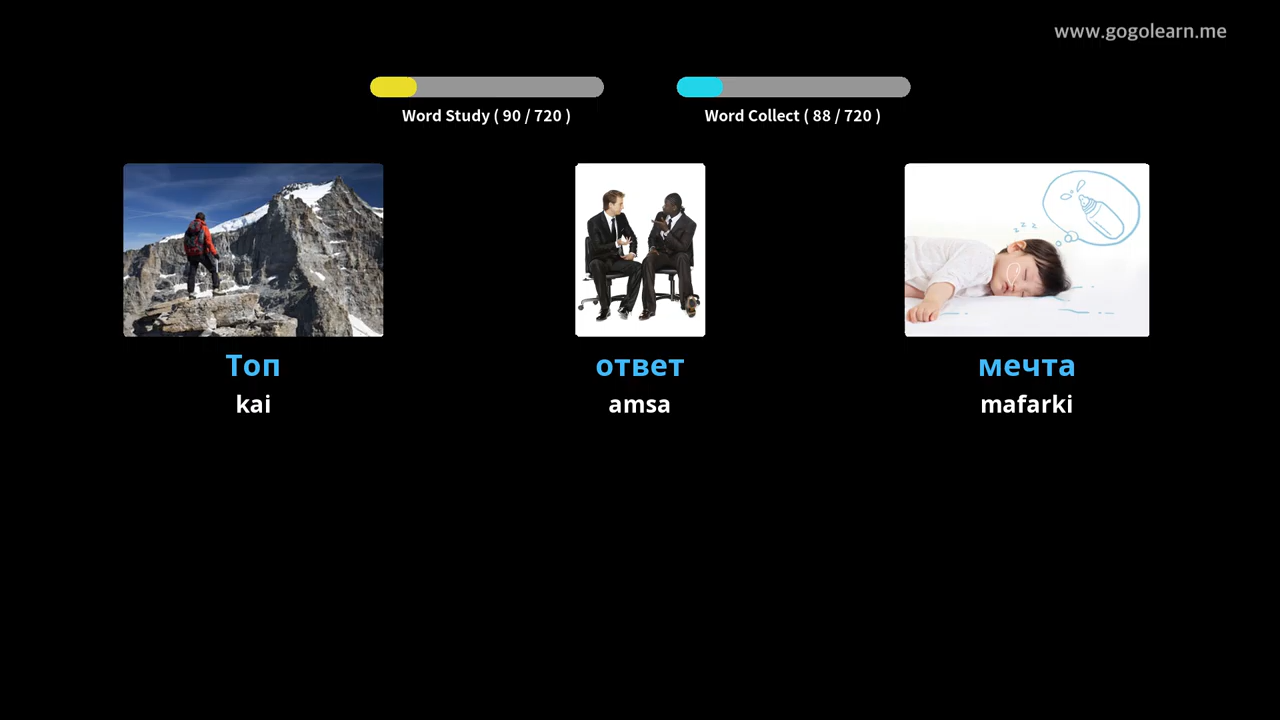 www.gogolearn.me
Word Study ( 90 / 720 )
Word Collect ( 88 / 720 )
Топ
ответ
мечта
kai
amsa
mafarki